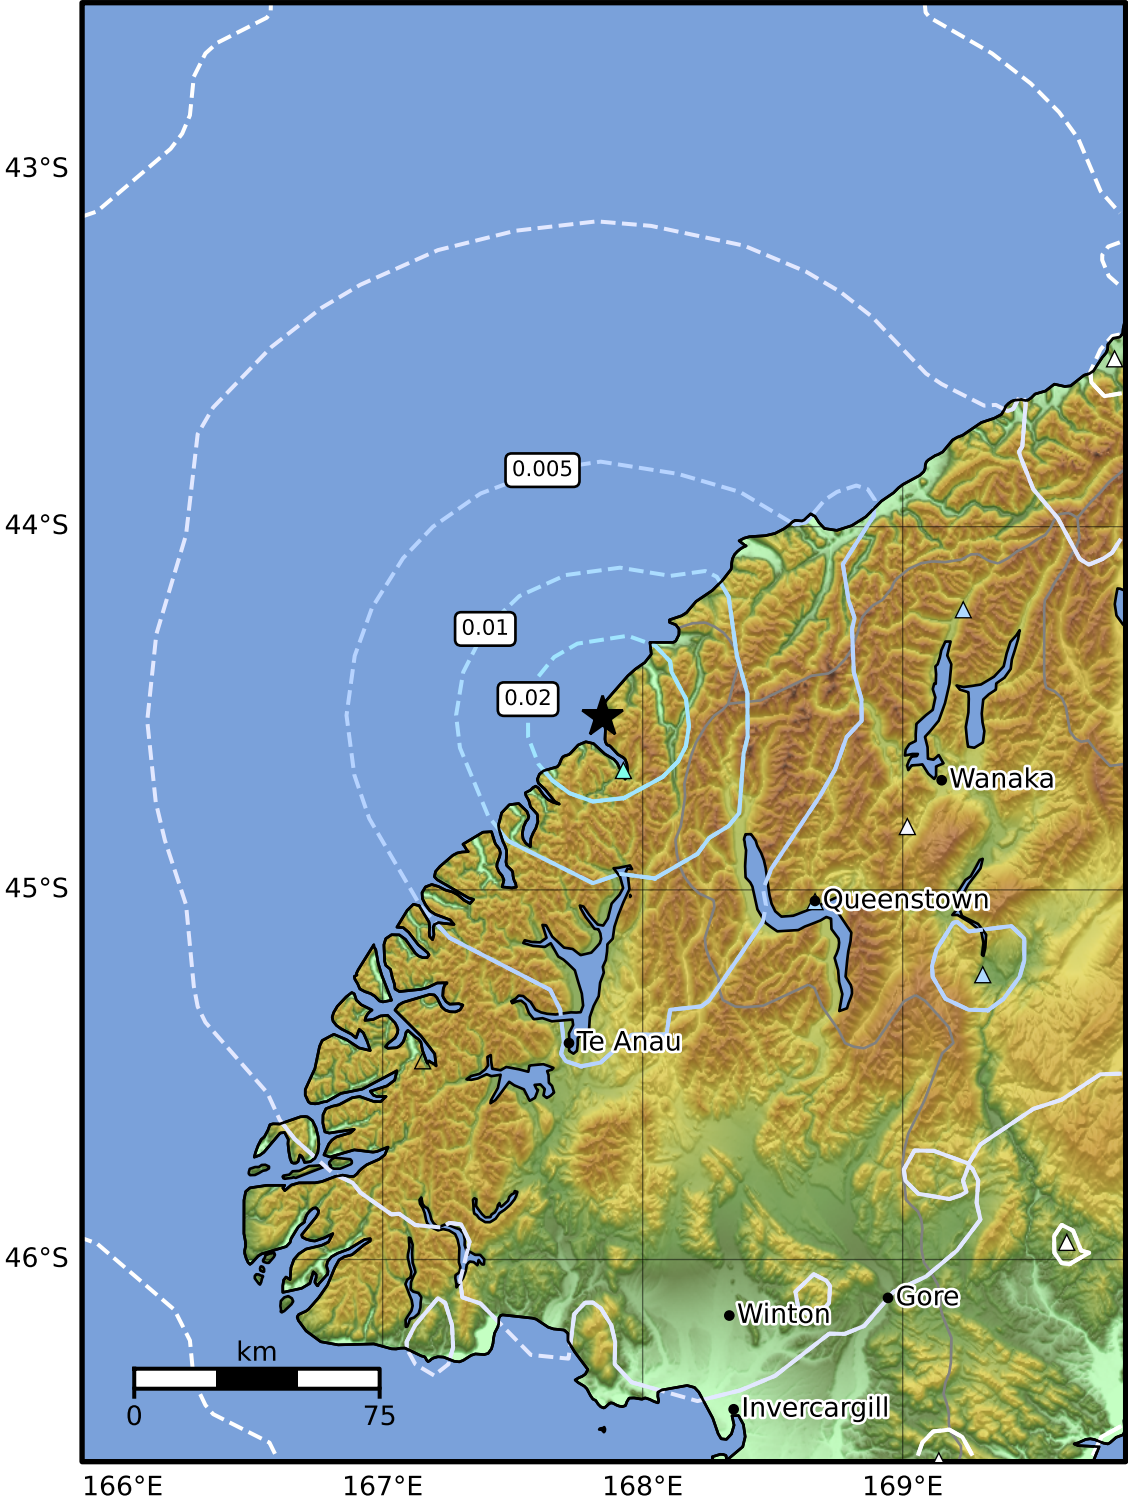 43°S
0.005
44°S
0.01
0.02
Wanaka
45°S
Queenstown
Te Anau
46°S
Gore
Winton
km
0 75
Invercargill
166°E 167°E 168°E 169°E